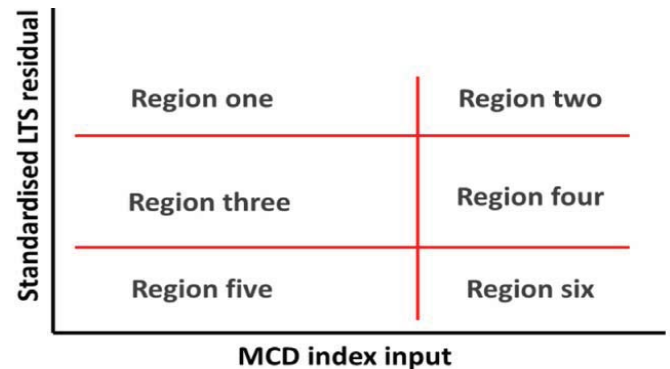 Standardised LTS residual
Region one
Region two
Region three
Region four
Region five
Region six
MCD index input